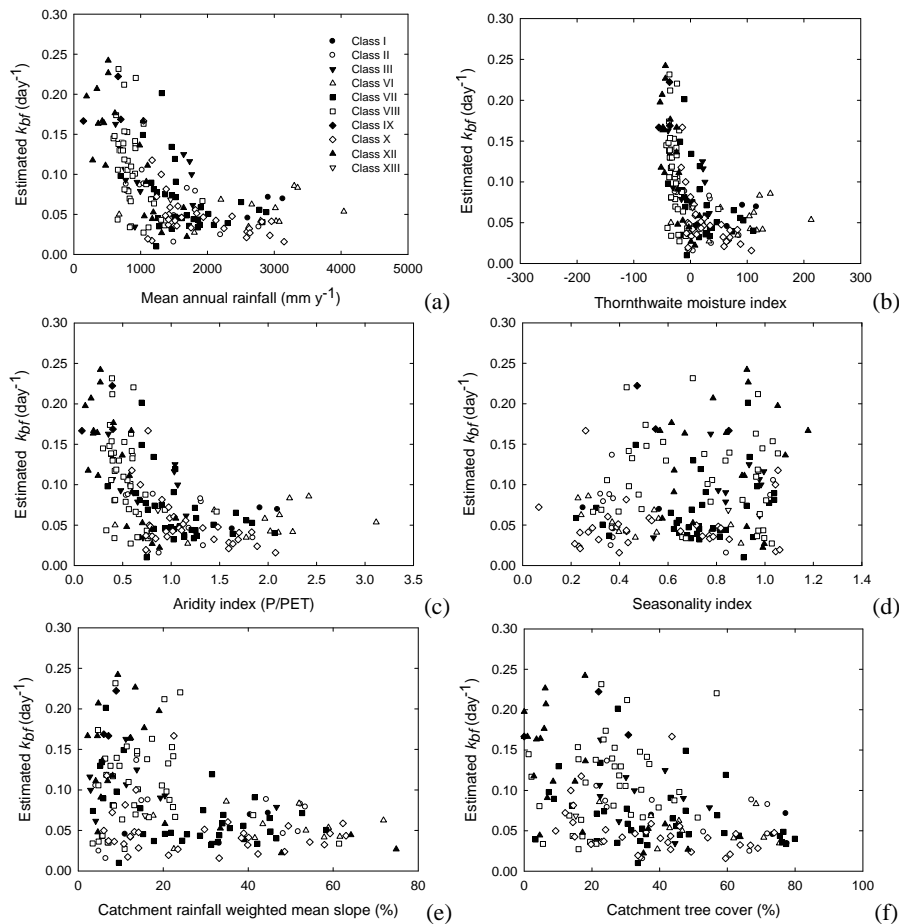 0.30
0.25
0.20
0.15
0.10
0.05
0.00
Estimated k_bf (day⁻¹)
0 1000 2000 3000 4000 5000
Mean annual rainfall (mm y⁻¹)
(a)
Class I
Class II
Class III
Class VI
Class VII
Class VIII
Class IX
Class X
Class XII
Class XIII
0.30
0.25
0.20
0.15
0.10
0.05
0.00
Estimated k_bf (day⁻¹)
-300 -200 -100 0 100 200 300
Thornthwaite moisture index
(b)
0.30
0.25
0.20
0.15
0.10
0.05
0.00
Estimated k_bf (day⁻¹)
0.0 0.5 1.0 1.5 2.0 2.5 3.0 3.5
Aridity index (P/PET)
(c)
0.30
0.25
0.20
0.15
0.10
0.05
0.00
Estimated k_bf (day⁻¹)
0.0 0.2 0.4 0.6 0.8 1.0 1.2 1.4
Seasonality index
(d)
0.30
0.25
0.20
0.15
0.10
0.05
0.00
Estimated k_bf (day⁻¹)
0 20 40 60 80
Catchment rainfall weighted mean slope (%)
(e)
0.30
0.25
0.20
0.15
0.10
0.05
0.00
Estimated k_bf (day⁻¹)
0 20 40 60 80 100
Catchment tree cover (%)
(f)